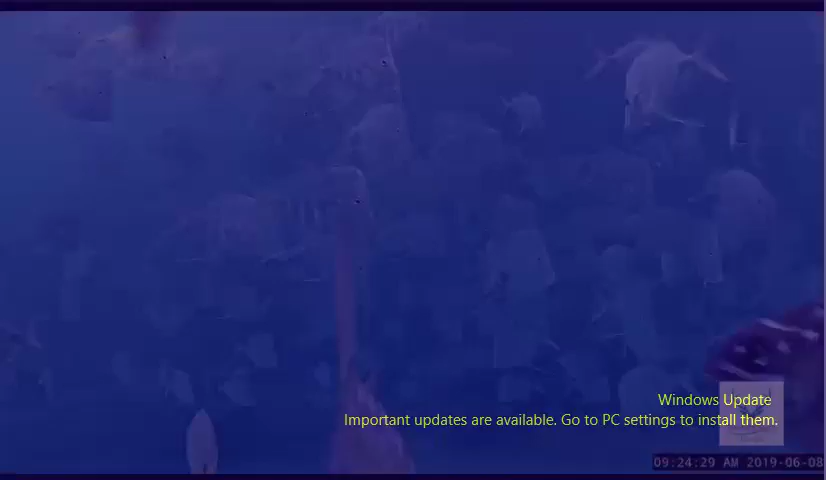 Windows Update
Important updates are available. Go to PC settings to install them.
09:24:29 AM 2019-06-08